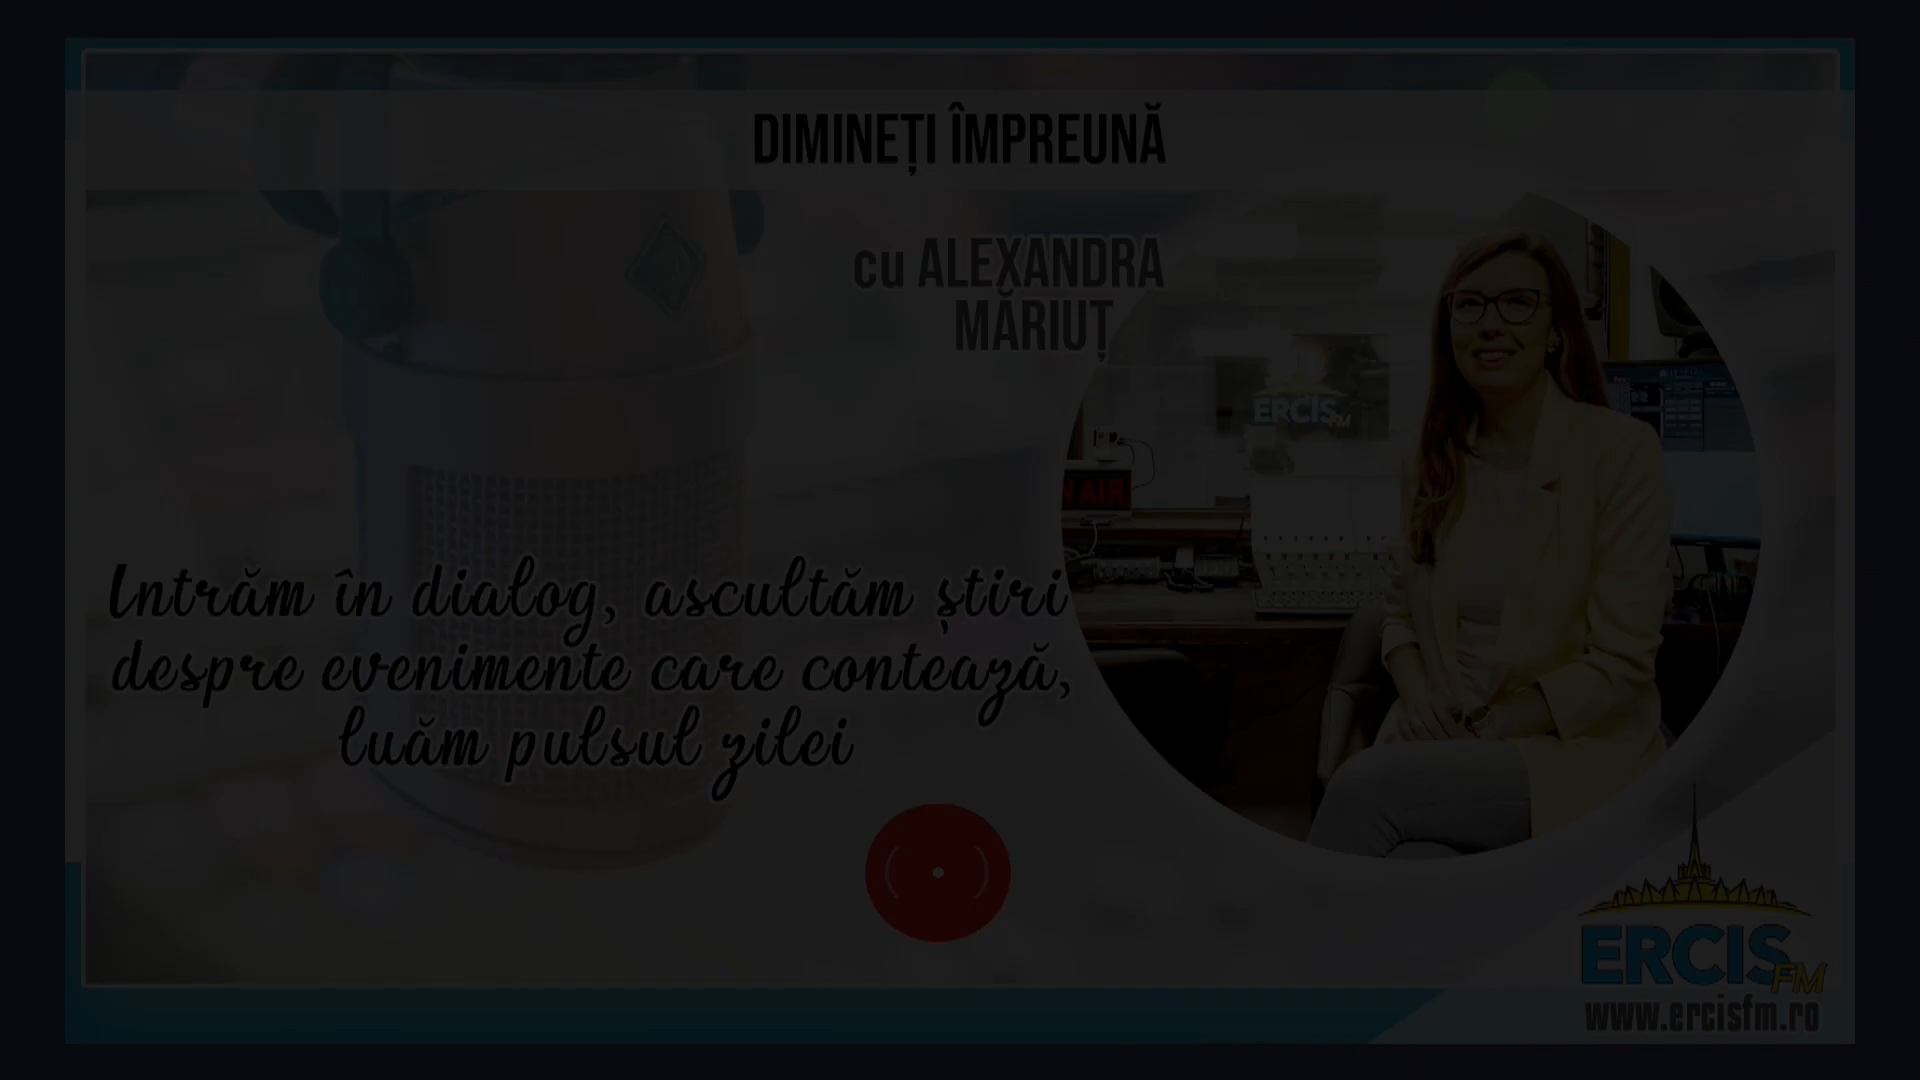 DIMINEȚI ÎMPREUNĂ
cu ALEXANDRA
MĂRIUȚ
ERCIS FM
N AIR
Intrăm în dialog, ascultăm știri
despre evenimente care contează,
luăm pulsul zilei
ERCIS FM
www.ercisfm.ro